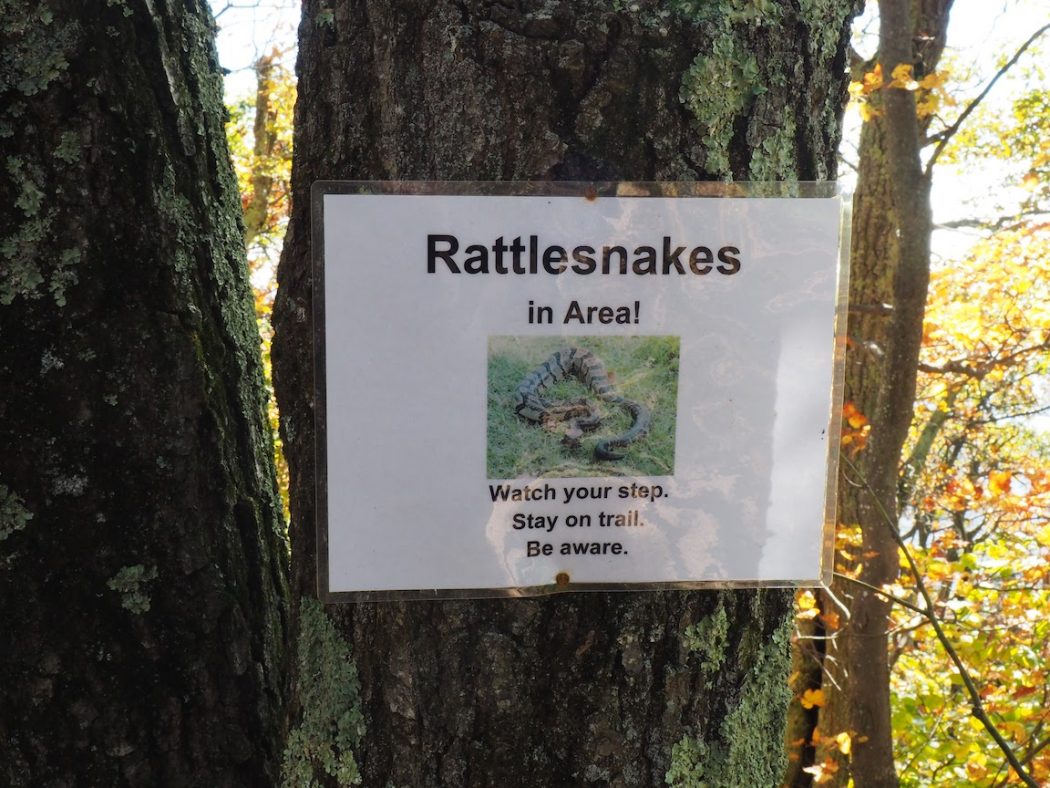 Rattlesnakes
in Area!
Watch your step.
Stay on trail.
Be aware.